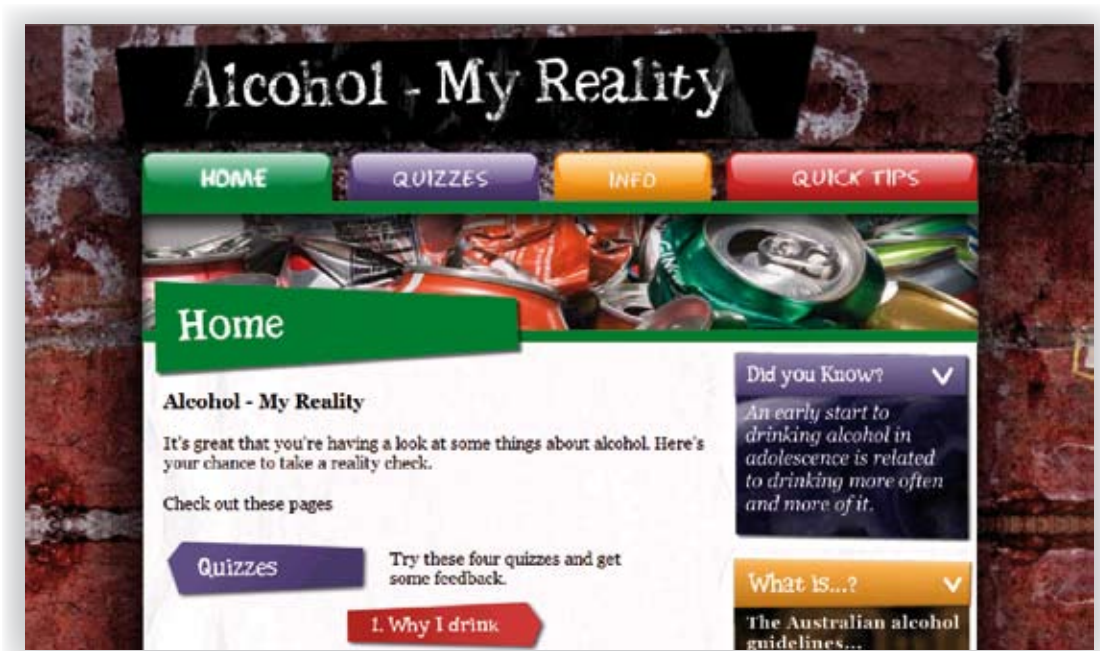 Alcohol - My Reality
HOME
QUIZZES
INFO
QUICK TIPS
Home
Alcohol - My Reality
It's great that you're having a look at some things about alcohol. Here's
your chance to take a reality check.
Check out these pages
Quizzes
Try these four quizzes and get
some feedback.
1. Why I drink
Did you Know?
An early start to
drinking alcohol in
adolescence is related
to drinking more often
and more of it.
What is...?
The Australian alcohol
guidelines...